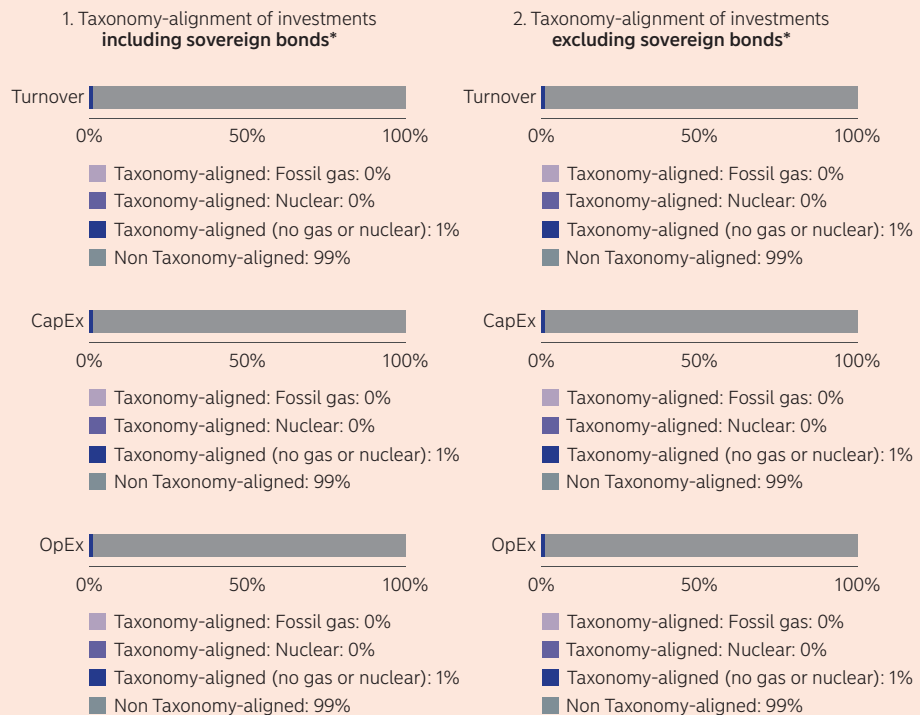 1. Taxonomy-alignment of investments
including sovereign bonds*
Turnover
0% 50% 100%
Taxonomy-aligned: Fossil gas: 0%
Taxonomy-aligned: Nuclear: 0%
Taxonomy-aligned (no gas or nuclear): 1%
Non Taxonomy-aligned: 99%
CapEx
0% 50% 100%
Taxonomy-aligned: Fossil gas: 0%
Taxonomy-aligned: Nuclear: 0%
Taxonomy-aligned (no gas or nuclear): 1%
Non Taxonomy-aligned: 99%
OpEx
0% 50% 100%
Taxonomy-aligned: Fossil gas: 0%
Taxonomy-aligned: Nuclear: 0%
Taxonomy-aligned (no gas or nuclear): 1%
Non Taxonomy-aligned: 99%
2. Taxonomy-alignment of investments
excluding sovereign bonds*
Turnover
0% 50% 100%
Taxonomy-aligned: Fossil gas: 0%
Taxonomy-aligned: Nuclear: 0%
Taxonomy-aligned (no gas or nuclear): 1%
Non Taxonomy-aligned: 99%
CapEx
0% 50% 100%
Taxonomy-aligned: Fossil gas: 0%
Taxonomy-aligned: Nuclear: 0%
Taxonomy-aligned (no gas or nuclear): 1%
Non Taxonomy-aligned: 99%
OpEx
0% 50% 100%
Taxonomy-aligned: Fossil gas: 0%
Taxonomy-aligned: Nuclear: 0%
Taxonomy-aligned (no gas or nuclear): 1%
Non Taxonomy-aligned: 99%